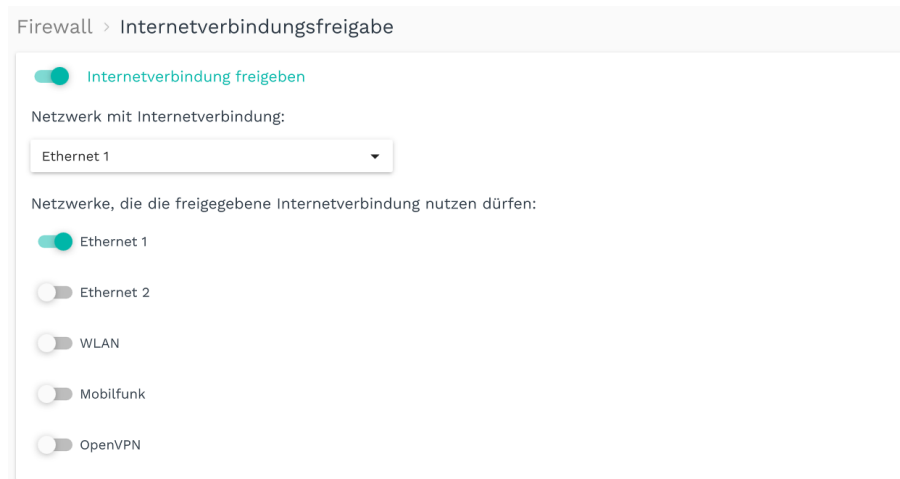 Firewall > Internetverbindungsfreigabe
Internetverbindung freigeben
Netzwerk mit Internetverbindung:
Ethernet 1
Netzwerke, die die freigegebene Internetverbindung nutzen dürfen:
Ethernet 1
Ethernet 2
WLAN
Mobilfunk
OpenVPN